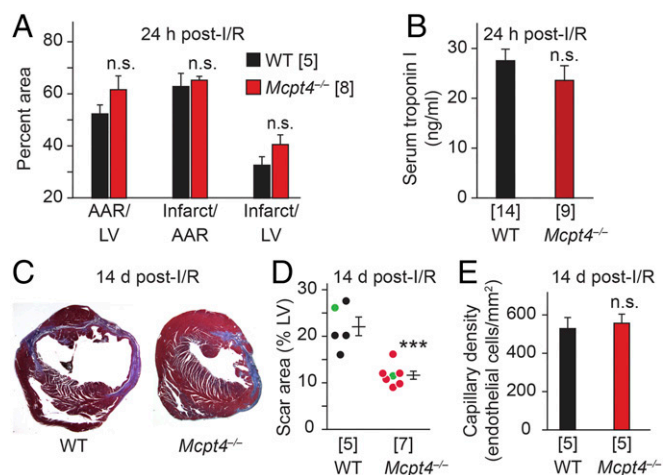 A
24 h post-I/R
Percent area
80
60
40
20
n.s.
n.s.
n.s.
WT [5]
Mcpt4⁻/⁻ [8]
AAR/
LV
Infarct/
AAR
Infarct/
LV
B
24 h post-I/R
Serum troponin I
(ng/ml)
30
20
10
0
n.s.
[14]
WT
[9]
Mcpt4⁻/⁻
C
14 d post-I/R
WT
Mcpt4⁻/⁻
D
14 d post-I/R
Scar area (% LV)
30
20
10
0
***
[5]
WT
[7]
Mcpt4⁻/⁻
E
14 d post-I/R
Capillary density
(endothelial cells/mm²)
600
400
200
0
n.s.
[5]
WT
[5]
Mcpt4⁻/⁻